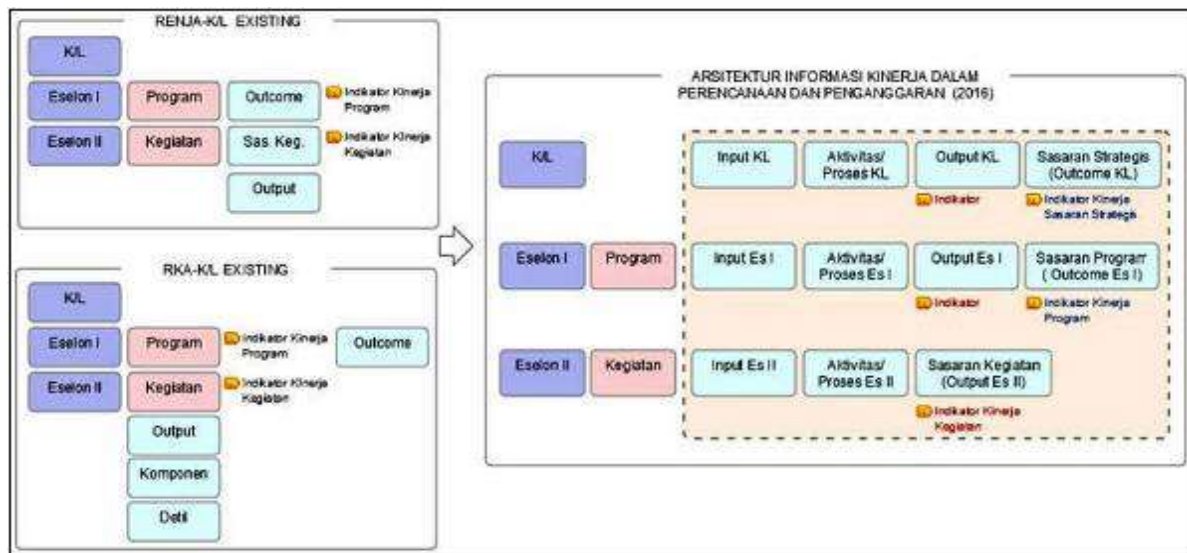 RENJA-K/L EXISTING
K/L
Eselon I
Program
Outcome
Indikator Kinerja
Program
Eselon II
Kegiatan
Sas. Keg.
Indikator Kinerja
Kegiatan
Output
RKA-K/L EXISTING
K/L
Eselon I
Program
Indikator Kinerja
Program
Outcome
Eselon II
Kegiatan
Indikator Kinerja
Kegiatan
Output
Komponen
Detil
ARSITEKTUR INFORMASI KINERJA DALAM
PERENCANAAN DAN PENGANGGARAN (2016)
K/L
Input KL
Aktivitas/
Proses KL
Output KL
Sasaran Strategis
(Outcome KL)
Indikator
Indikator Kinerja
Sasaran Strategis
Eselon I
Program
Input Es I
Aktivitas/
Proses Es I
Output Es I
Sasaran Program
( Outcome Es I)
Indikator
Indikator Kinerja
Program
Eselon II
Kegiatan
Input Es II
Aktivitas/
Proses Es II
Sasaran Kegiatan
(Output Es II)
Indikator Kinerja
Kegiatan